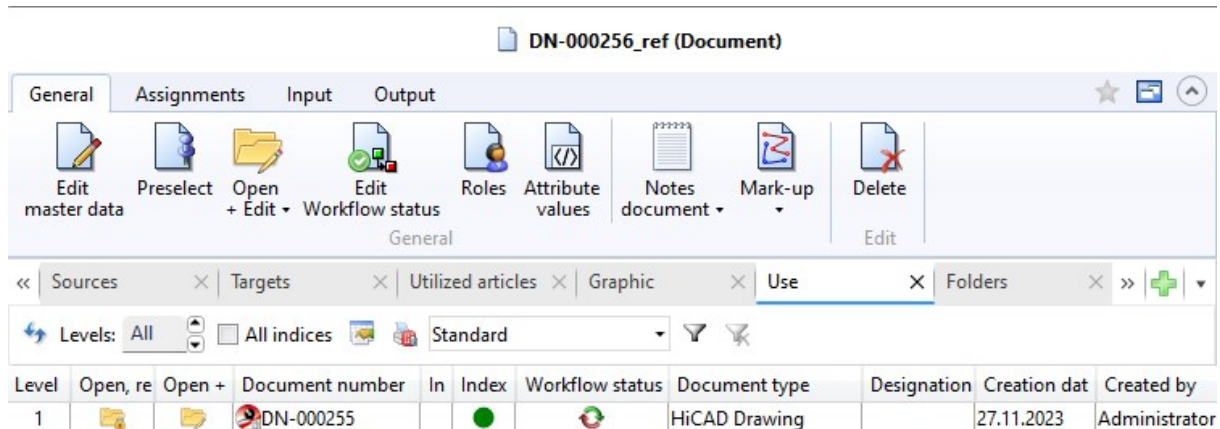 DN-000256_ref (Document)
General Assignments Input Output
Edit master data
Preselect
Open + Edit
Edit Workflow status
Roles
Attribute values
Notes document
Mark-up
Delete
General Edit
« Sources Targets Utilized articles Graphic Use Folders »
Levels: All All indices Standard
Level Open, re Open + Document number In Index Workflow status Document type Designation Creation dat Created by
1 DN-000255 HiCAD Drawing 27.11.2023 Administrator